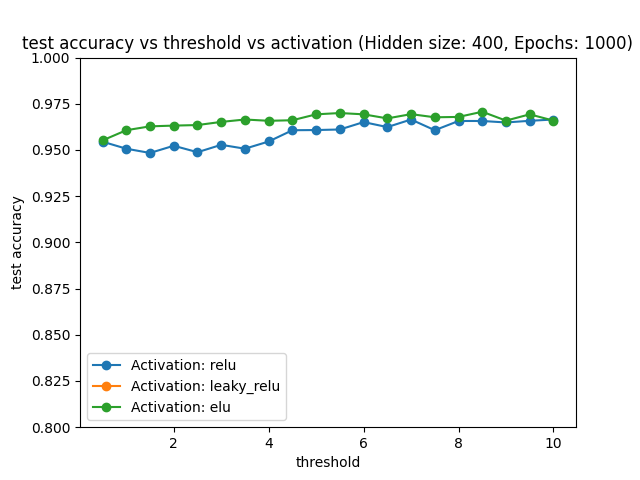 test accuracy vs threshold vs activation (Hidden size: 400, Epochs: 1000)
1.000
0.975
0.950
0.925
0.900
0.875
0.850
0.825
0.800
test accuracy
Activation: relu
Activation: leaky_relu
Activation: elu
2 4 6 8 10
threshold